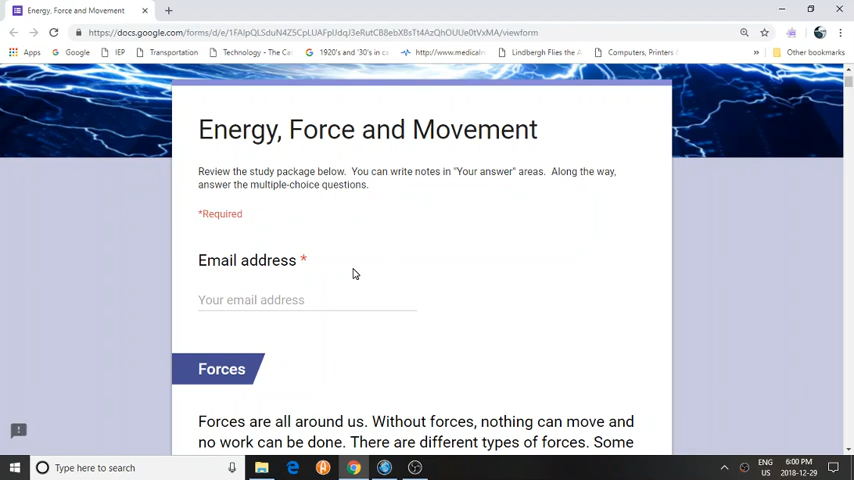 Energy, Force and Movement
https://docs.google.com/forms/d/e/1FAIpQLSduN4Z5CpLUAFpUdqJ3eRutCB8ebXBsTt4AzQhOUUe0tVxMA/viewform
Apps Google IEP Transportation Technology - The Ca 1920's and '30's in c http://www.medicaln Lindbergh Flies the A Computers, Printers » Other bookmarks
Energy, Force and Movement
Review the study package below. You can write notes in "Your answer" areas. Along the way,
answer the multiple-choice questions.
*Required
Email address *
Your email address
Forces
Forces are all around us. Without forces, nothing can move and
no work can be done. There are different types of forces. Some
Type here to search
ENG
US
6:00 PM
2018-12-29